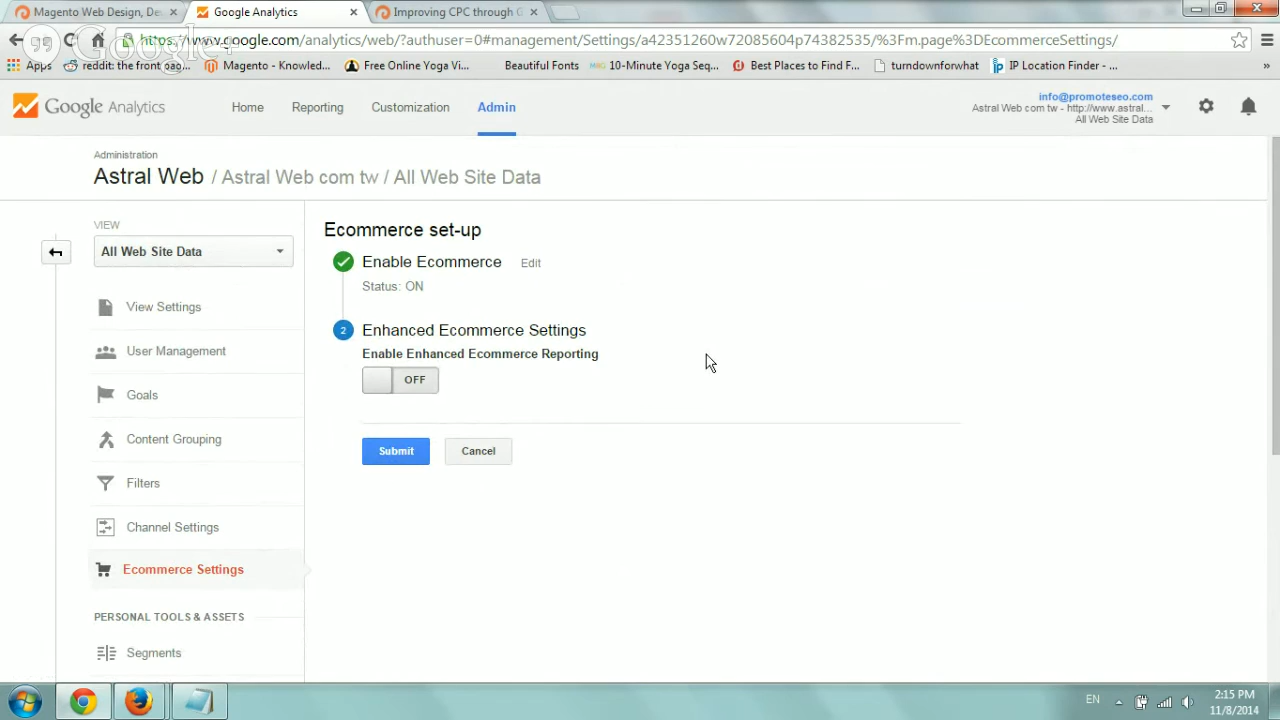 Magento Web Design, De
Google Analytics
Improving CPC through G
Google+
https://www.google.com/analytics/web/?authuser=0#management/Settings/a42351260w72085604p74382535/%3Fm.page%3DEcommerceSettings/
Apps
reddit: the front pag...
Magento - Knowled...
Free Online Yoga Vi...
Beautiful Fonts
10-Minute Yoga Seq...
Best Places to Find F...
turndownforwhat
IP Location Finder - ...
»
Google Analytics
Home
Reporting
Customization
Admin
info@promoteseo.com
Astral Web com tw - http://www.astral...
All Web Site Data
Administration
Astral Web / Astral Web com tw / All Web Site Data
VIEW
All Web Site Data
View Settings
User Management
Goals
Content Grouping
Filters
Channel Settings
Ecommerce Settings
PERSONAL TOOLS & ASSETS
Segments
Ecommerce set-up
Enable Ecommerce Edit
Status: ON
2 Enhanced Ecommerce Settings
Enable Enhanced Ecommerce Reporting
OFF
Submit
Cancel
EN
2:15 PM
11/8/2014